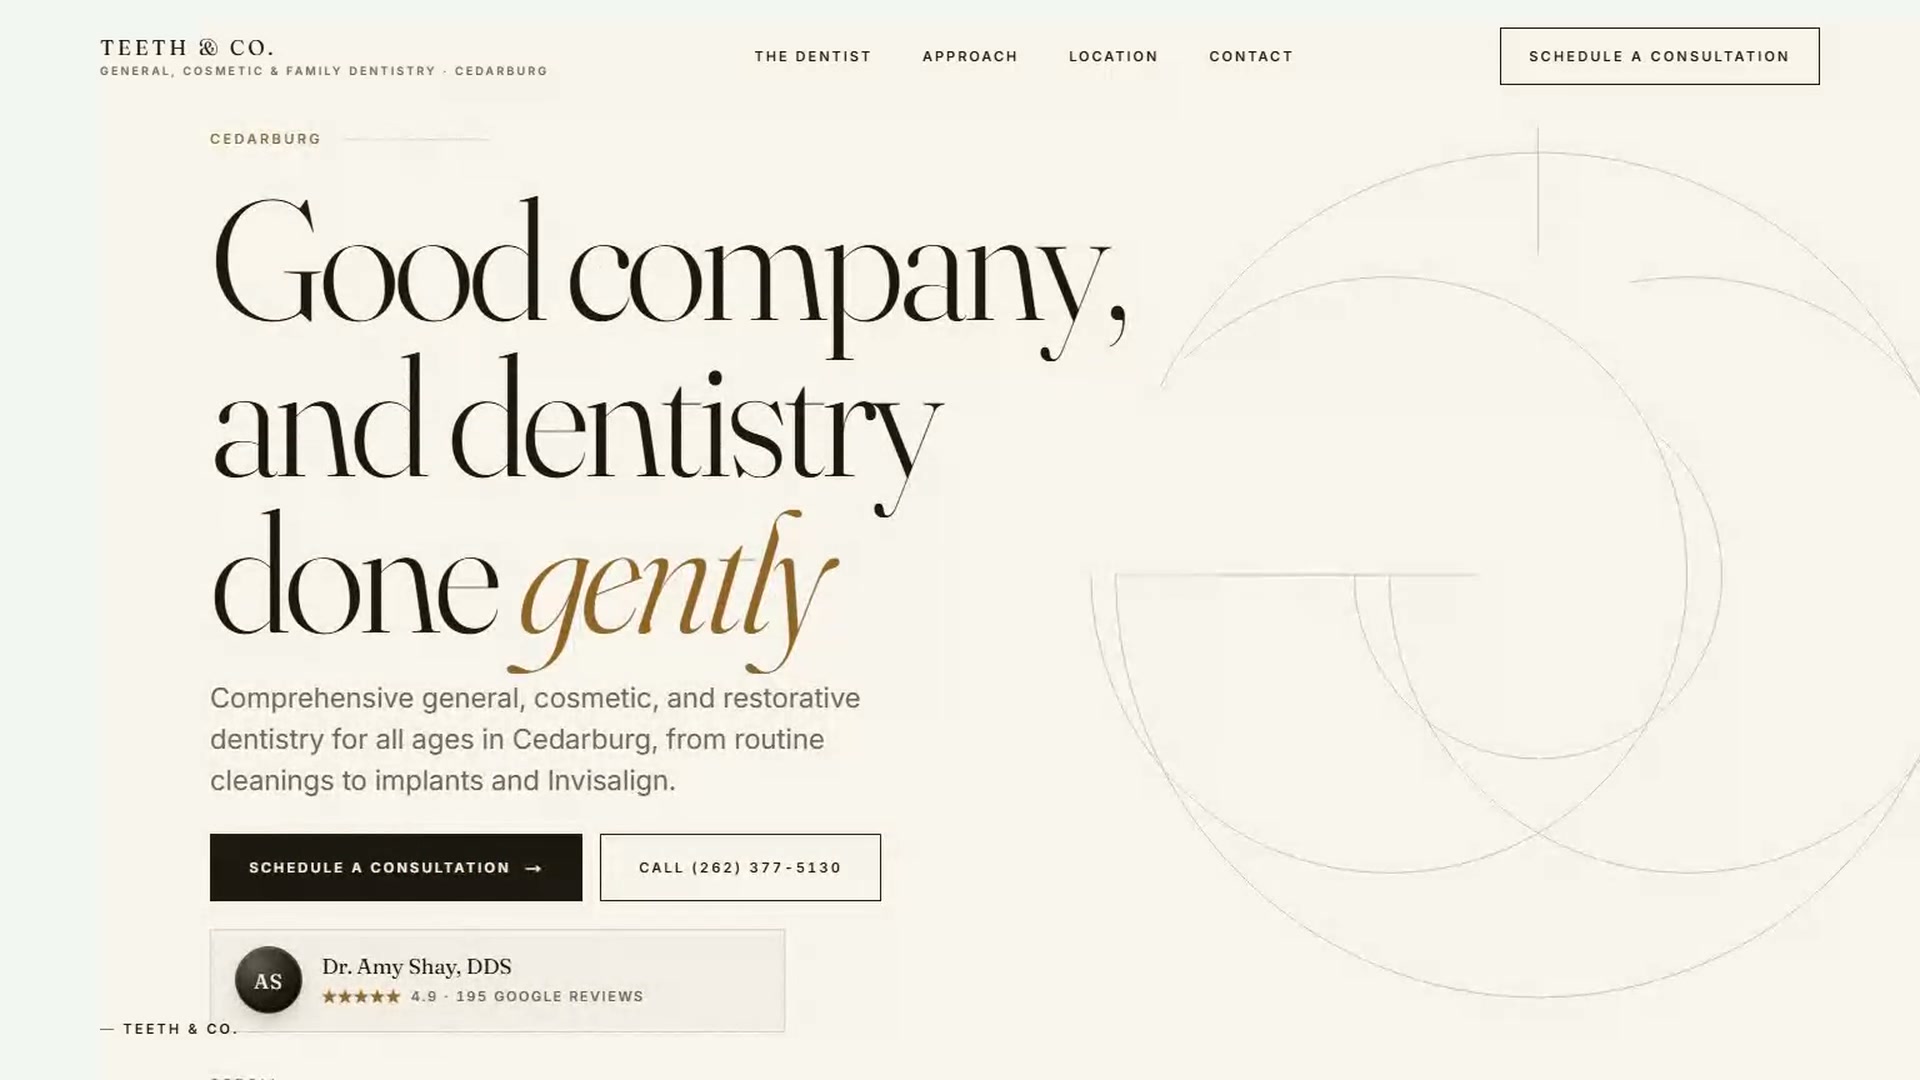 TEETH & CO.
GENERAL, COSMETIC & FAMILY DENTISTRY · CEDARBURG
THE DENTIST
APPROACH
LOCATION
CONTACT
SCHEDULE A CONSULTATION
CEDARBURG
Good company,
and dentistry
done gently
Comprehensive general, cosmetic, and restorative
dentistry for all ages in Cedarburg, from routine
cleanings to implants and Invisalign.
SCHEDULE A CONSULTATION →
CALL (262) 377-5130
AS
Dr. Amy Shay, DDS
★★★★★ 4.9 · 195 GOOGLE REVIEWS
— TEETH & CO.